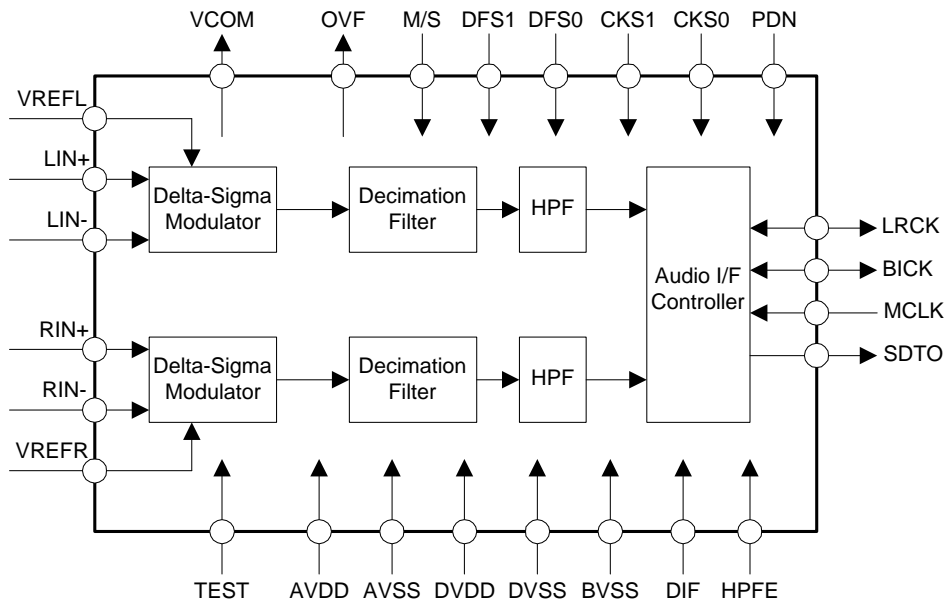 VCOM
OVF
M/S
DFS1
DFS0
CKS1
CKS0
PDN
VREFL
LIN+
LIN-
Delta-Sigma
Modulator
Decimation
Filter
HPF
Audio I/F
Controller
LRCK
BICK
MCLK
SDTO
RIN+
RIN-
VREFR
Delta-Sigma
Modulator
Decimation
Filter
HPF
TEST
AVDD
AVSS
DVDD
DVSS
BVSS
DIF
HPFE